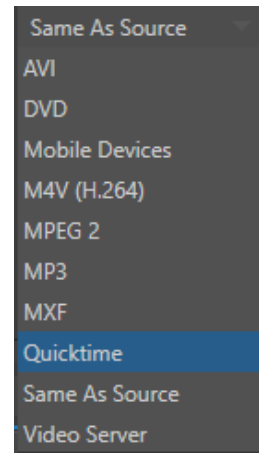 Same As Source
AVI
DVD
Mobile Devices
M4V (H.264)
MPEG 2
MP3
MXF
Quicktime
Same As Source
Video Server